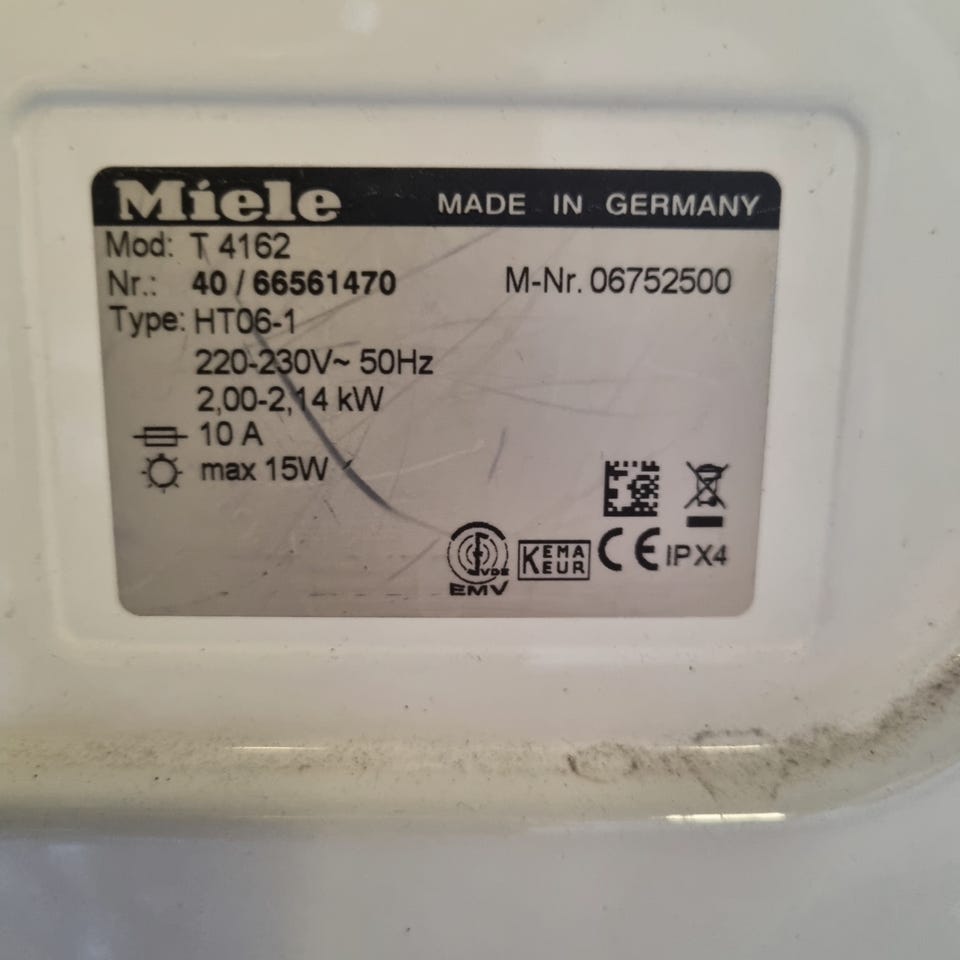 Miele MADE IN GERMANY
Mod: T 4162
Nr.: 40 / 66561470 M-Nr. 06752500
Type: HT06-1
220-230V~ 50Hz
2,00-2,14 kW
10 A
max 15W
VDE
EMV
KEMA
KEUR
CE IPX4